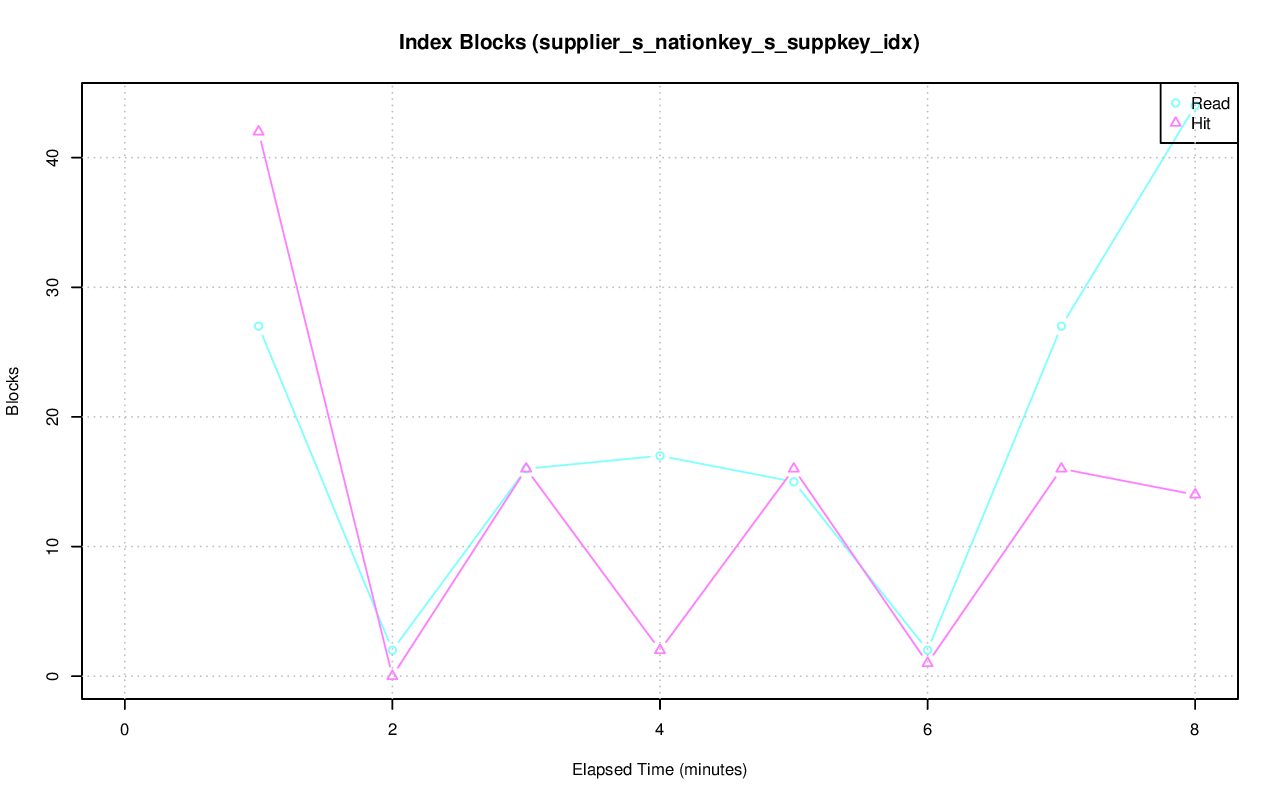 Index Blocks (supplier_s_nationkey_s_suppkey_idx)
Read
Hit
Blocks
40
30
20
10
0
0 2 4 6 8
Elapsed Time (minutes)